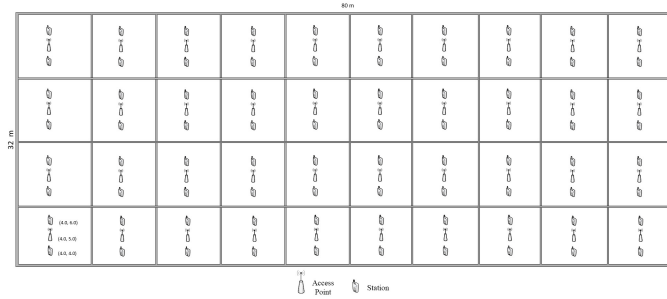 80 m
32 m
(4.0, 6.0)
(4.0, 5.0)
(4.0, 4.0)
Access
Point
Station